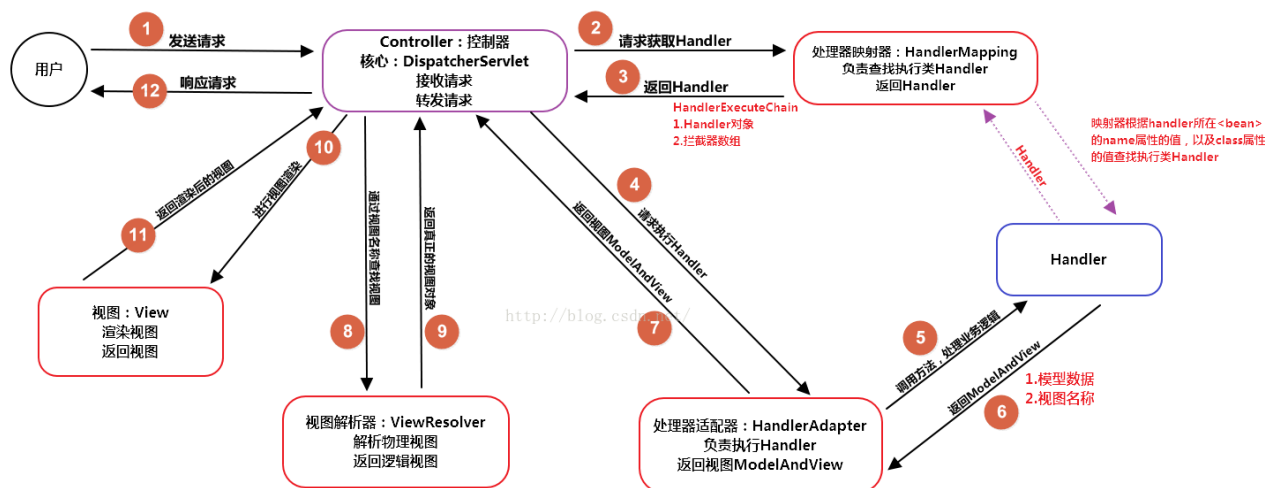 用户
1
发送请求
12
响应请求
Controller：控制器
核心：DispatcherServlet
接收请求
转发请求
2
请求获取Handler
3
返回Handler
HandlerExecuteChain
1.Handler对象
2.拦截器数组
处理器映射器：HandlerMapping
负责查找执行类Handler
返回Handler
映射器根据handler所在<bean>
的name属性的值，以及class属性
的值查找执行类Handler
Handler
Handler
4
请求执行Handler
5
调用方法，处理业务逻辑
6
返回ModelAndView
1.模型数据
2.视图名称
处理器适配器：HandlerAdapter
负责执行Handler
返回视图ModelAndView
7
返回视图ModelAndView
8
通过视图名称查找视图
9
返回真正的视图对象
视图解析器：ViewResolver
解析物理视图
返回逻辑视图
10
进行视图渲染
11
返回渲染后的视图
视图：View
渲染视图
返回视图
http://blog.csdn.net/